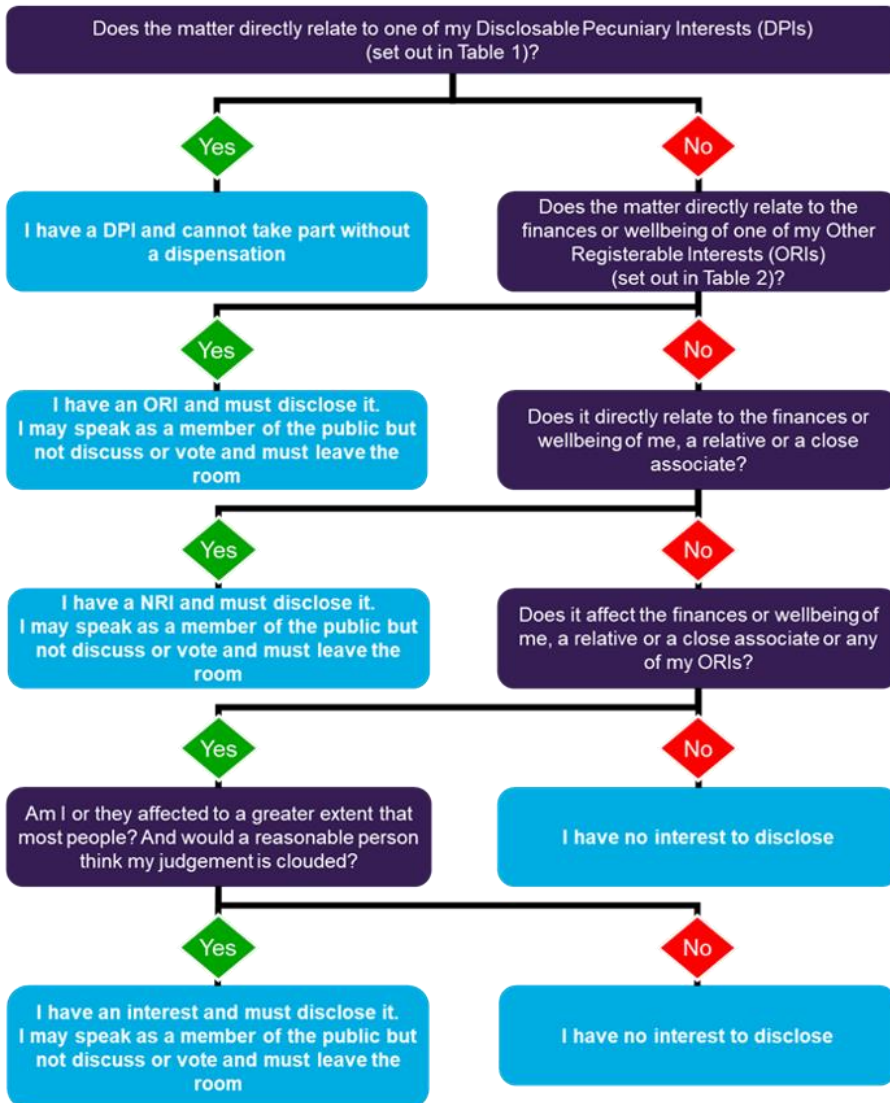 Does the matter directly relate to one of my Disclosable Pecuniary Interests (DPIs)
(set out in Table 1)?
Yes
No
I have a DPI and cannot take part without
a dispensation
Does the matter directly relate to the
finances or wellbeing of one of my Other
Registerable Interests (ORIs)
(set out in Table 2)?
Yes
No
I have an ORI and must disclose it.
I may speak as a member of the public but
not discuss or vote and must leave the
room
Does it directly relate to the finances or
wellbeing of me, a relative or a close
associate?
Yes
No
I have a NRI and must disclose it.
I may speak as a member of the public but
not discuss or vote and must leave the
room
Does it affect the finances or wellbeing of
me, a relative or a close associate or any
of my ORIs?
Yes
No
Am I or they affected to a greater extent that
most people? And would a reasonable person
think my judgement is clouded?
I have no interest to disclose
Yes
No
I have an interest and must disclose it.
I may speak as a member of the public but
not discuss or vote and must leave the
room
I have no interest to disclose